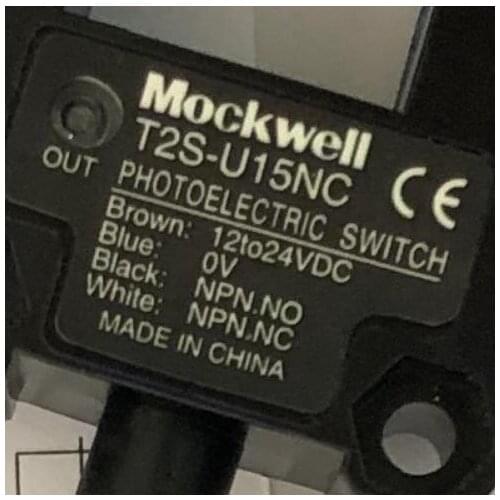 Mockwell
T2S-U15NC
CE
OUT
PHOTOELECTRIC SWITCH
Brown: 12to24VDC
Blue: 0V
Black: NPN.NO
White: NPN.NC
MADE IN CHINA